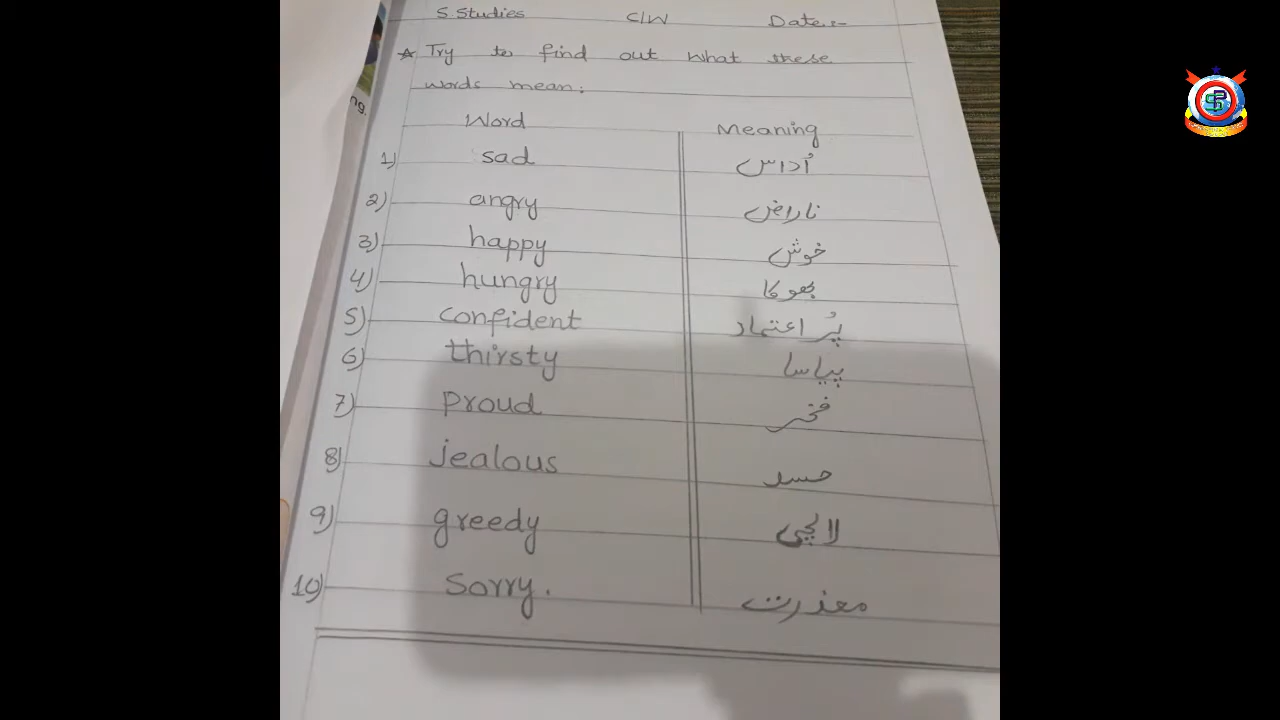 S.Studies C/W Date:-
☆ Try to find out what these
words mean:
Word Meaning
1) sad اُداس
2) angry ناراض
3) happy خوش
4) hungry بھوکا
5) confident پُر اعتماد
6) thirsty پیاسا
7) Proud فخر
8) jealous حسد
9) greedy لالچی
10) Sorry. معذرت
ng.